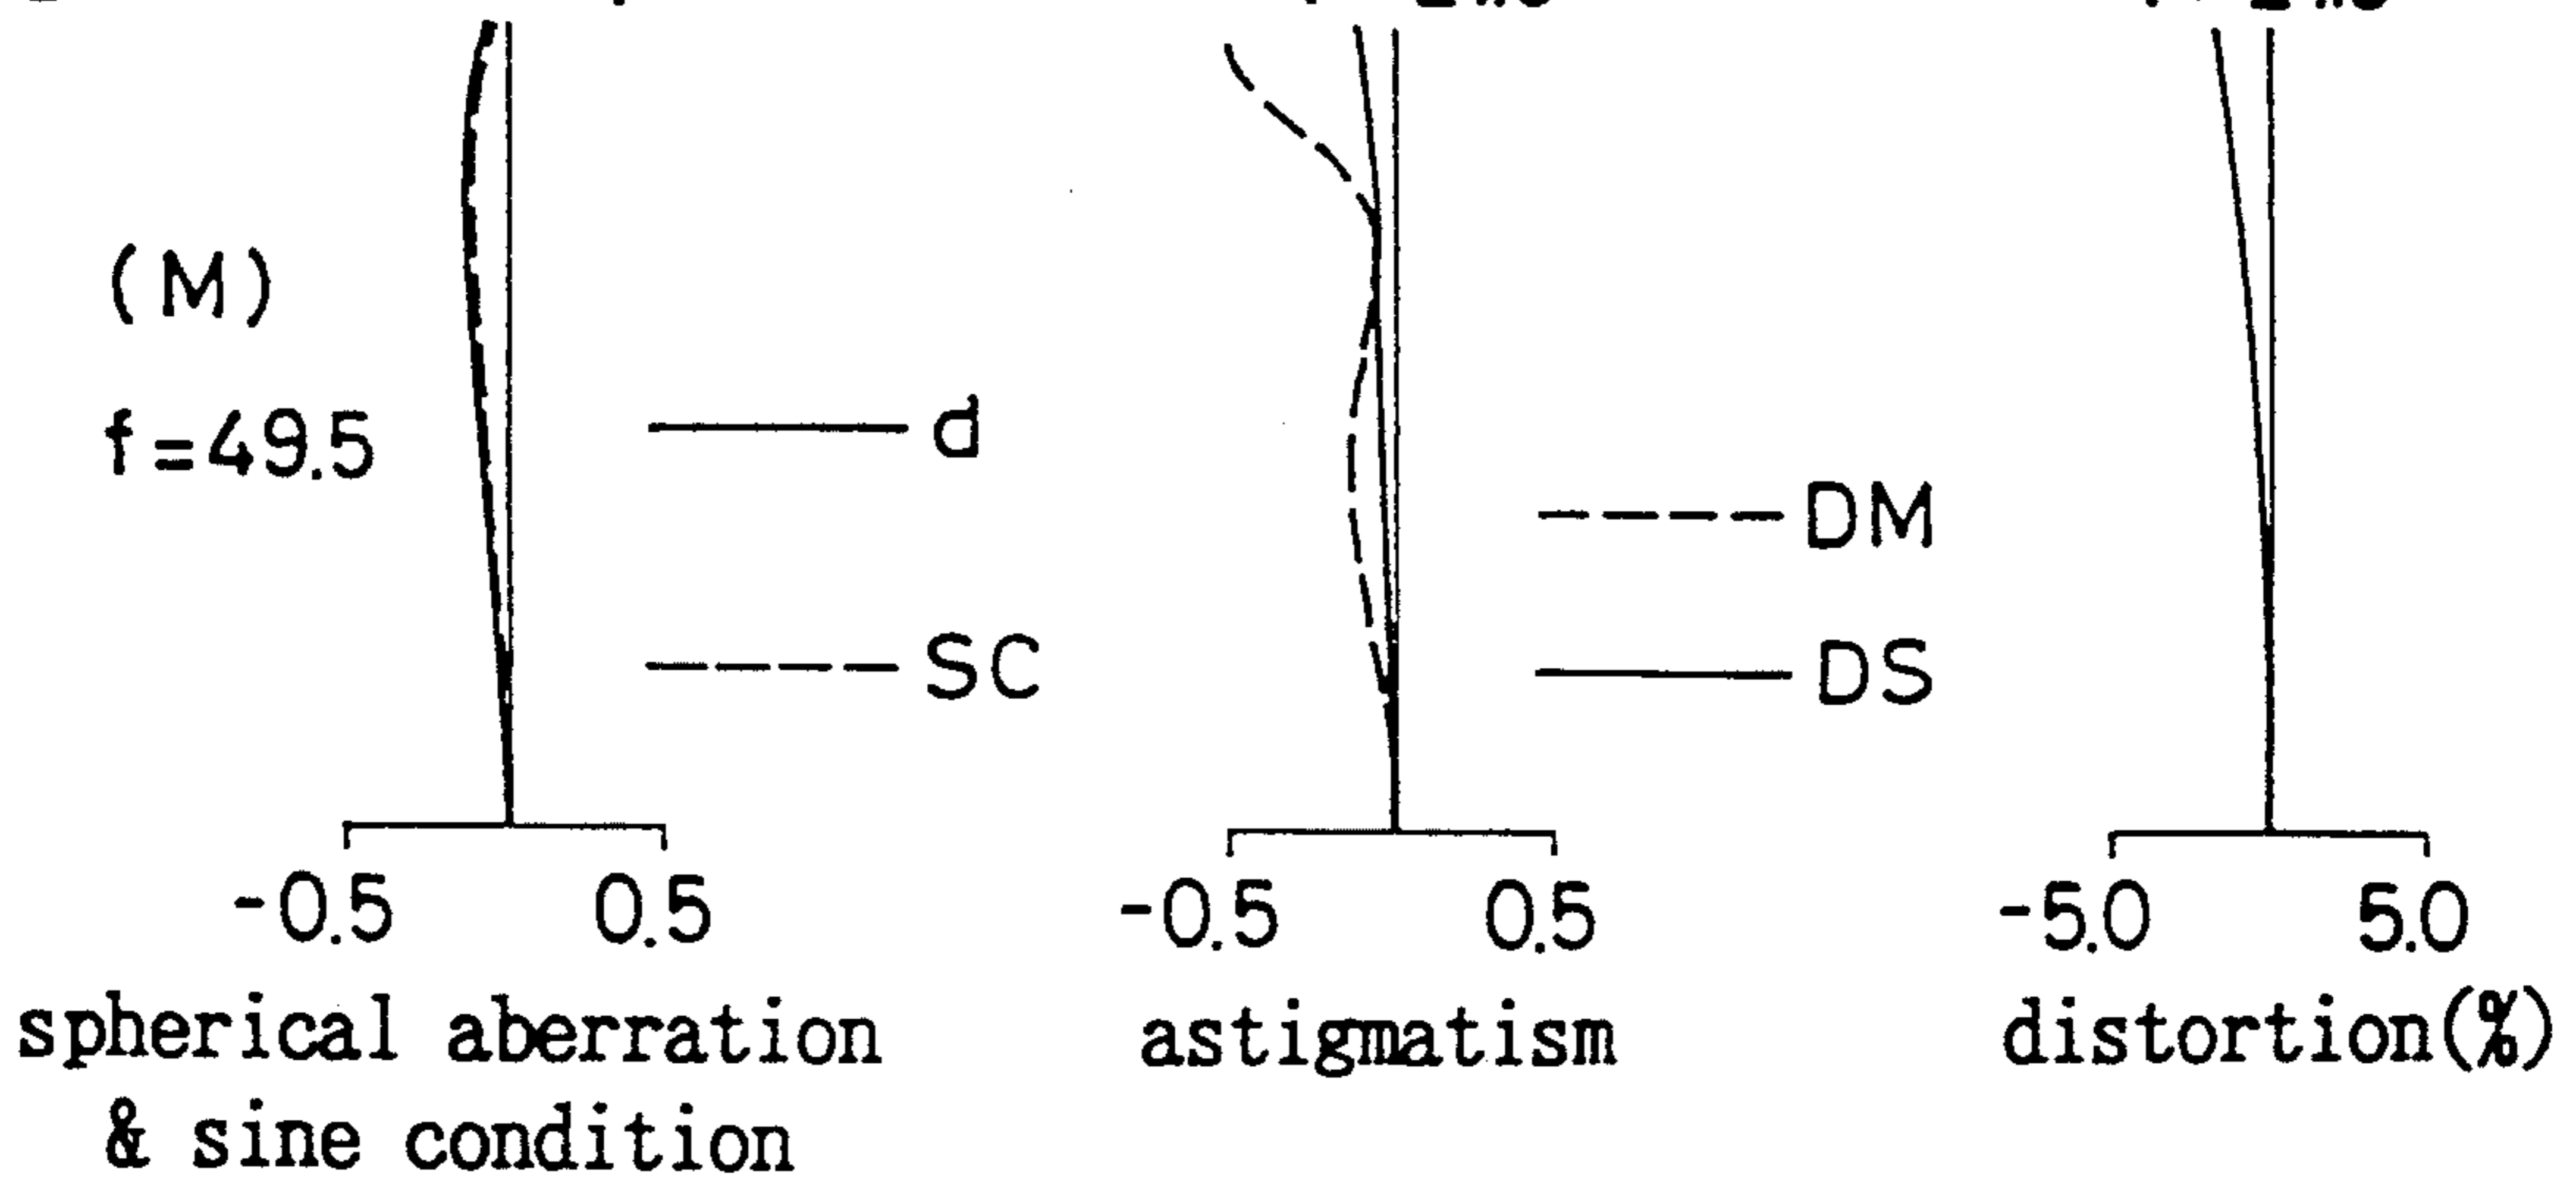 (M)
f=49.5
d
SC
-0.5 0.5
spherical aberration
& sine condition
DM
DS
-0.5 0.5
astigmatism
-5.0 5.0
distortion(%)